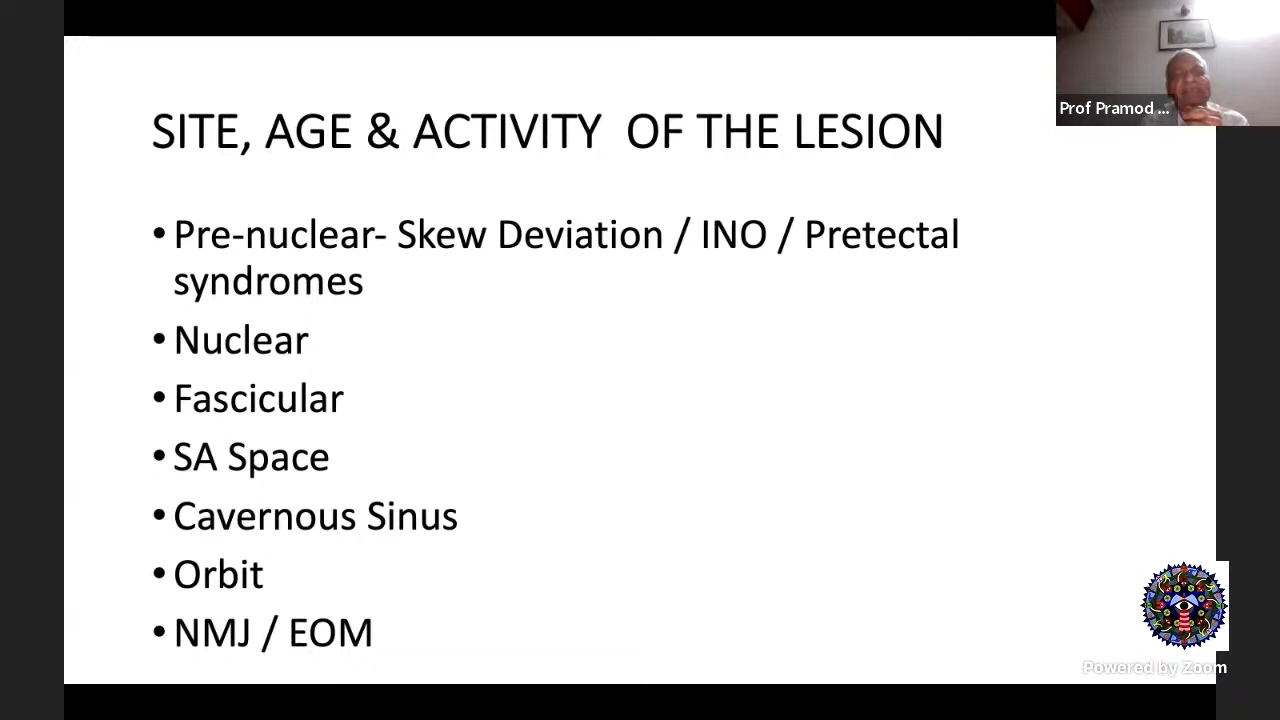 SITE, AGE & ACTIVITY OF THE LESION
• Pre-nuclear- Skew Deviation / INO / Pretectal
syndromes
• Nuclear
• Fascicular
• SA Space
• Cavernous Sinus
• Orbit
• NMJ / EOM
Prof Pramod ...
Powered by Zoom